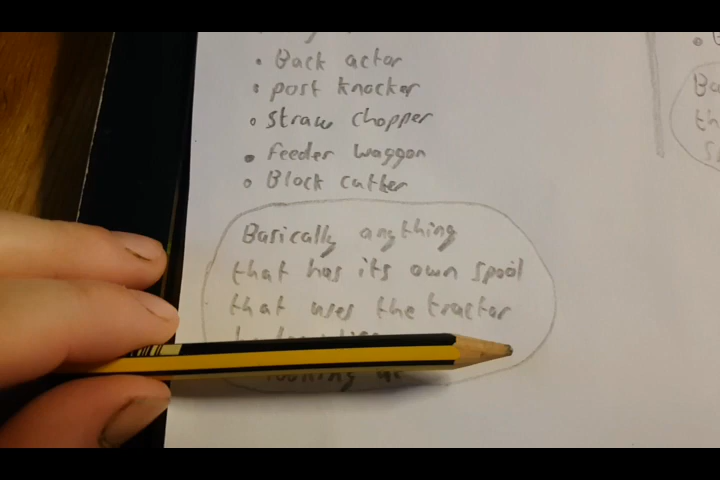 Back actor
post knocker
straw chopper
feeder waggon
Block cutter
Basically anything
that has its own spool
that uses the tractor
looking